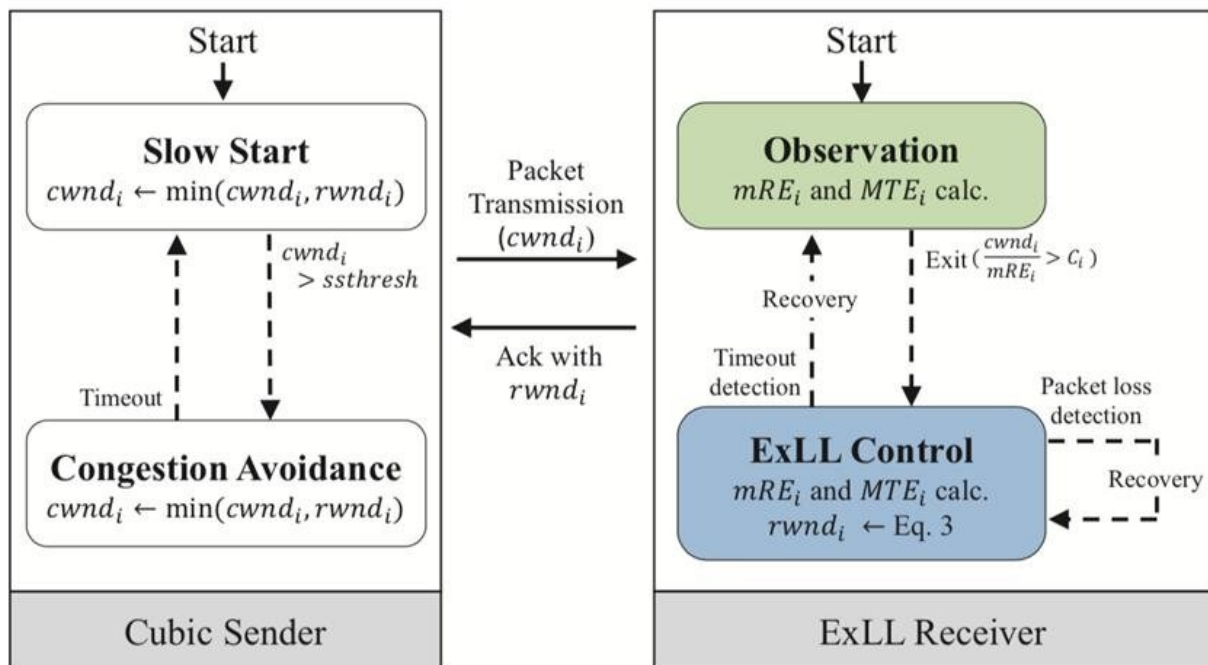 Start
Slow Start
cwnd_i ← min(cwnd_i, rwnd_i)
cwnd_i
> ssthresh
Timeout
Congestion Avoidance
cwnd_i ← min(cwnd_i, rwnd_i)
Cubic Sender
Packet
Transmission
(cwnd_i)
Ack with
rwnd_i
Start
Observation
mRE_i and MTE_i calc.
Exit (cwnd_i/mRE_i > C_i)
Recovery
Timeout
detection
Packet loss
detection
Recovery
ExLL Control
mRE_i and MTE_i calc.
rwnd_i ← Eq. 3
ExLL Receiver